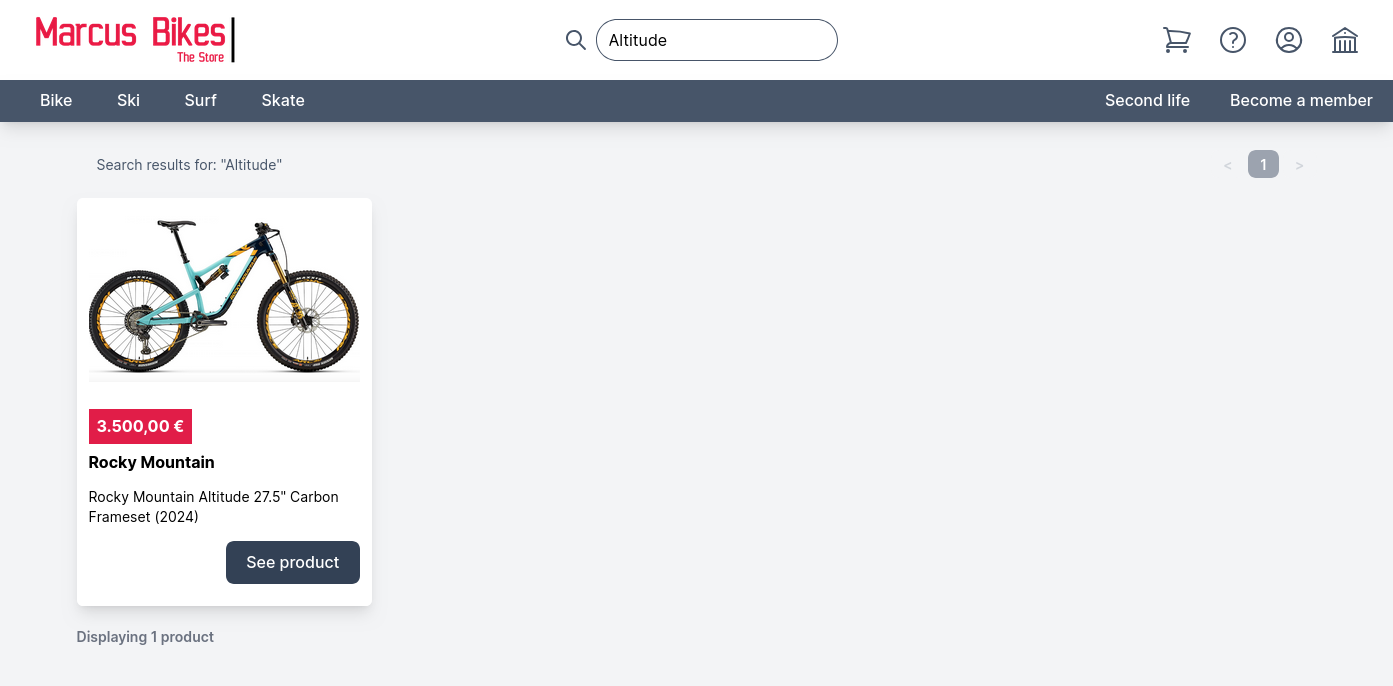 Marcus Bikes
The Store
Altitude
Bike Ski Surf Skate Second life Become a member
Search results for: "Altitude" < 1 >
3.500,00 €
Rocky Mountain
Rocky Mountain Altitude 27.5" Carbon
Frameset (2024)
See product
Displaying 1 product